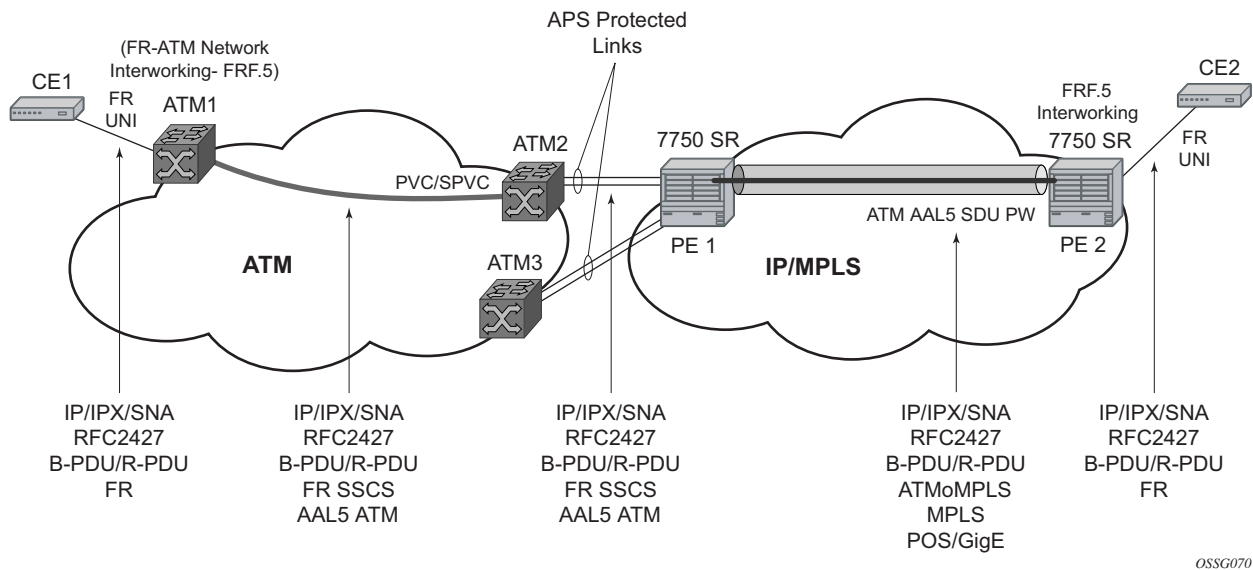 APS Protected
Links
(FR-ATM Network
Interworking- FRF.5)
CE1
FR
UNI
ATM1
ATM2
PVC/SPVC
ATM
ATM3
7750 SR
PE 1
IP/MPLS
ATM AAL5 SDU PW
FRF.5
Interworking
7750 SR
PE 2
CE2
FR
UNI
IP/IPX/SNA
RFC2427
B-PDU/R-PDU
FR
IP/IPX/SNA
RFC2427
B-PDU/R-PDU
FR SSCS
AAL5 ATM
IP/IPX/SNA
RFC2427
B-PDU/R-PDU
FR SSCS
AAL5 ATM
IP/IPX/SNA
RFC2427
B-PDU/R-PDU
ATMoMPLS
MPLS
POS/GigE
IP/IPX/SNA
RFC2427
B-PDU/R-PDU
FR
OSSG070